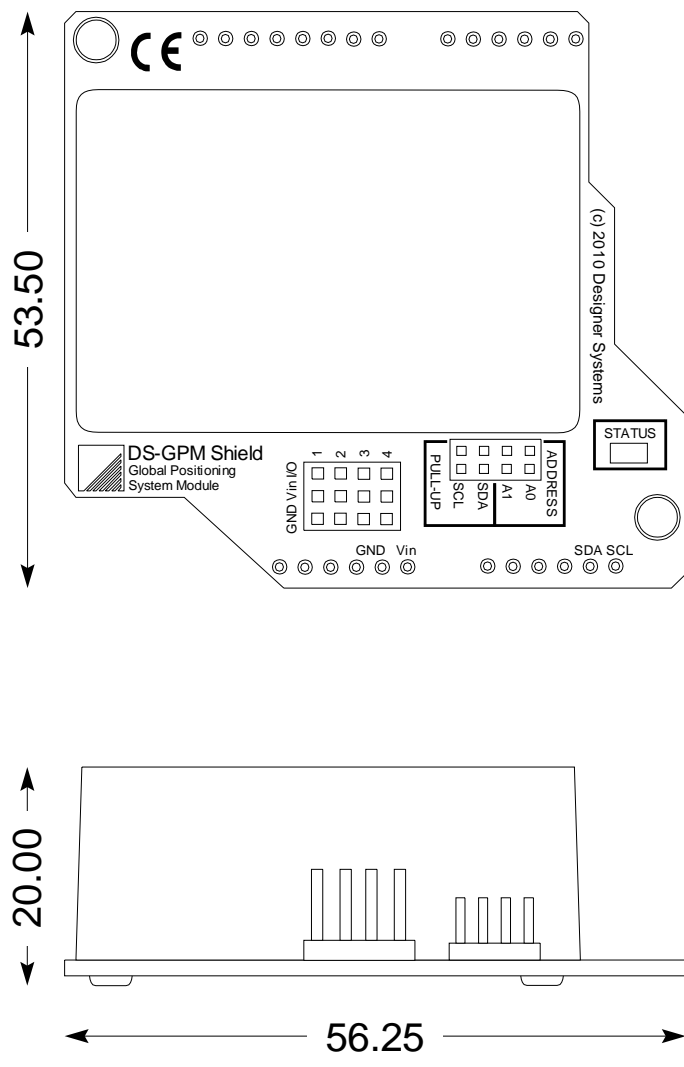 CE
53.50
(c) 2010 Designer Systems
DS-GPM Shield
Global Positioning
System Module
1 2 3 4
GND Vin I/O
PULL-UP
SCL
SDA
A1
A0
ADDRESS
STATUS
GND Vin
SDA SCL
20.00
56.25